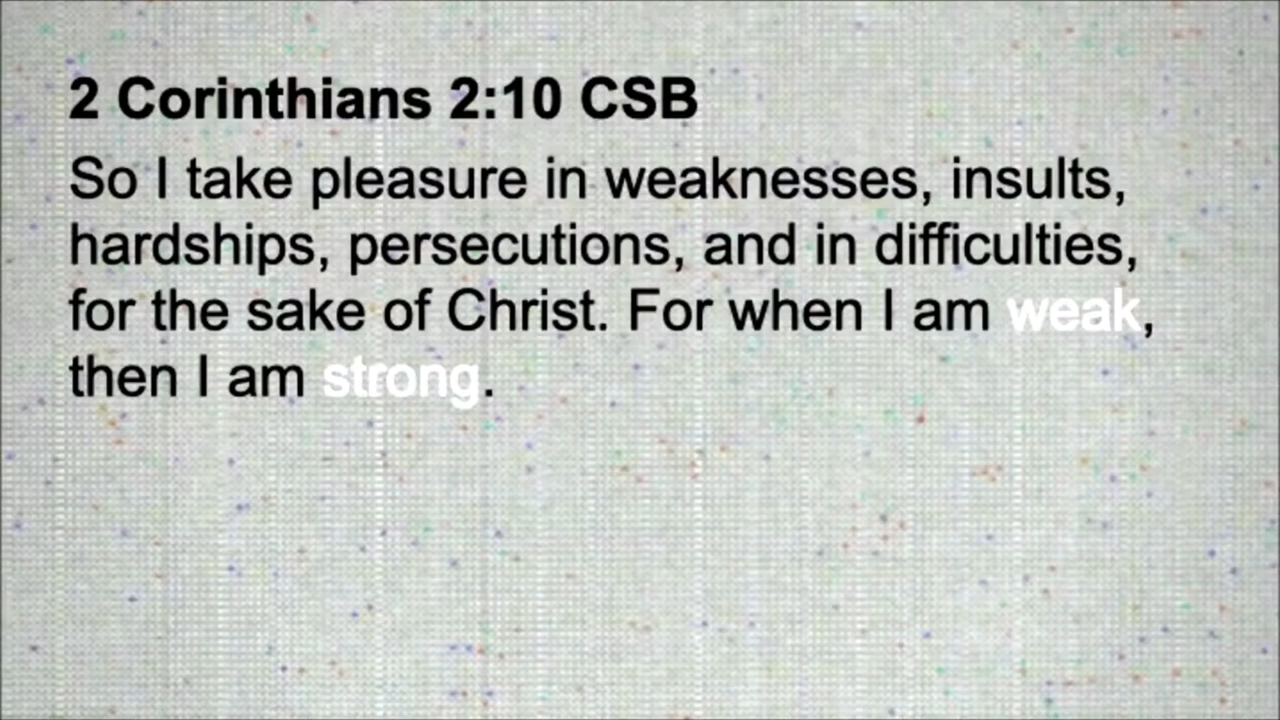 2 Corinthians 2:10 CSB
So I take pleasure in weaknesses, insults,
hardships, persecutions, and in difficulties,
for the sake of Christ. For when I am weak,
then I am strong.